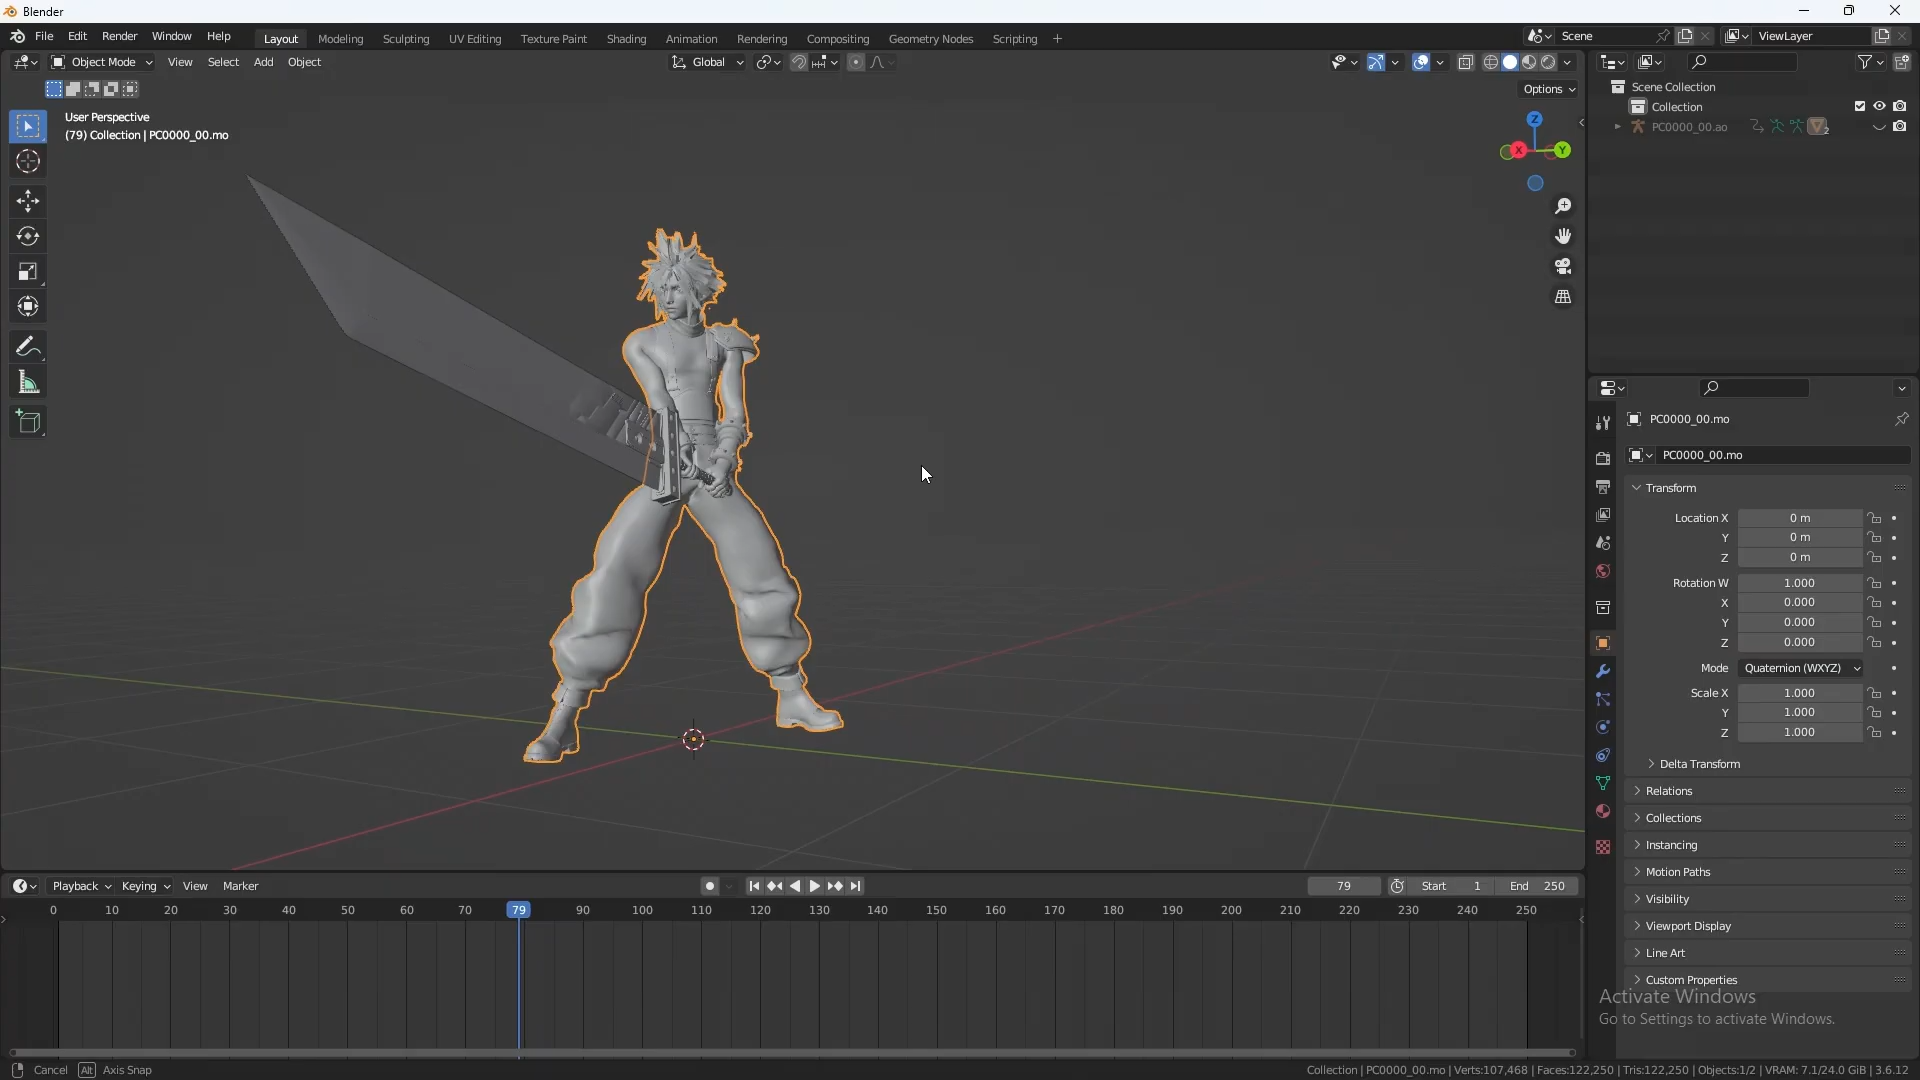 Blender
File Edit Render Window Help Layout Modeling Sculpting UV Editing Texture Paint Shading Animation Rendering Compositing Geometry Nodes Scripting + Scene ViewLayer
Object Mode View Select Add Object Global
Options
User Perspective
(79) Collection | PC0000_00.mo
Z
X Y
Scene Collection
Collection
PC0000_00.ao 2
PC0000_00.mo
PC0000_00.mo
Transform
Location X 0 m
Y 0 m
Z 0 m
Rotation W 1.000
X 0.000
Y 0.000
Z 0.000
Mode Quaternion (WXYZ)
Scale X 1.000
Y 1.000
Z 1.000
Delta Transform
Relations
Collections
Instancing
Motion Paths
Visibility
Viewport Display
Line Art
Custom Properties
Activate Windows
Go to Settings to activate Windows.
Playback Keying View Marker 79 Start 1 End 250
0 10 20 30 40 50 60 70 79 90 100 110 120 130 140 150 160 170 180 190 200 210 220 230 240 250
Cancel Alt Axis Snap Collection | PC0000_00.mo | Verts:107,468 | Faces:122,250 | Tris:122,250 | Objects:1/2 | VRAM: 7.1/24.0 GiB | 3.6.12